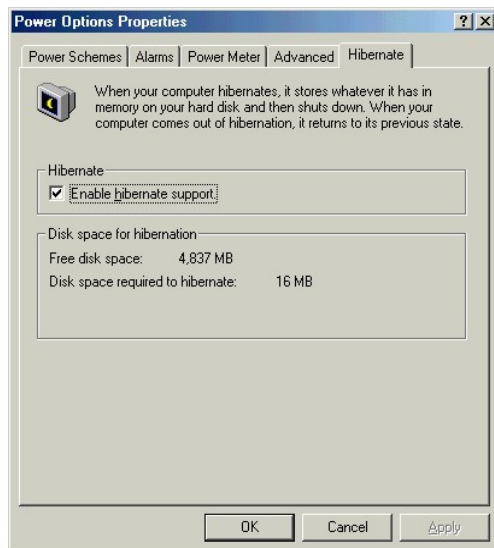 Power Options Properties
? X
Power Schemes Alarms Power Meter Advanced Hibernate
When your computer hibernates, it stores whatever it has in
memory on your hard disk and then shuts down. When your
computer comes out of hibernation, it returns to its previous state.
Hibernate
Enable hibernate support.
Disk space for hibernation
Free disk space: 4,837 MB
Disk space required to hibernate: 16 MB
OK Cancel Apply